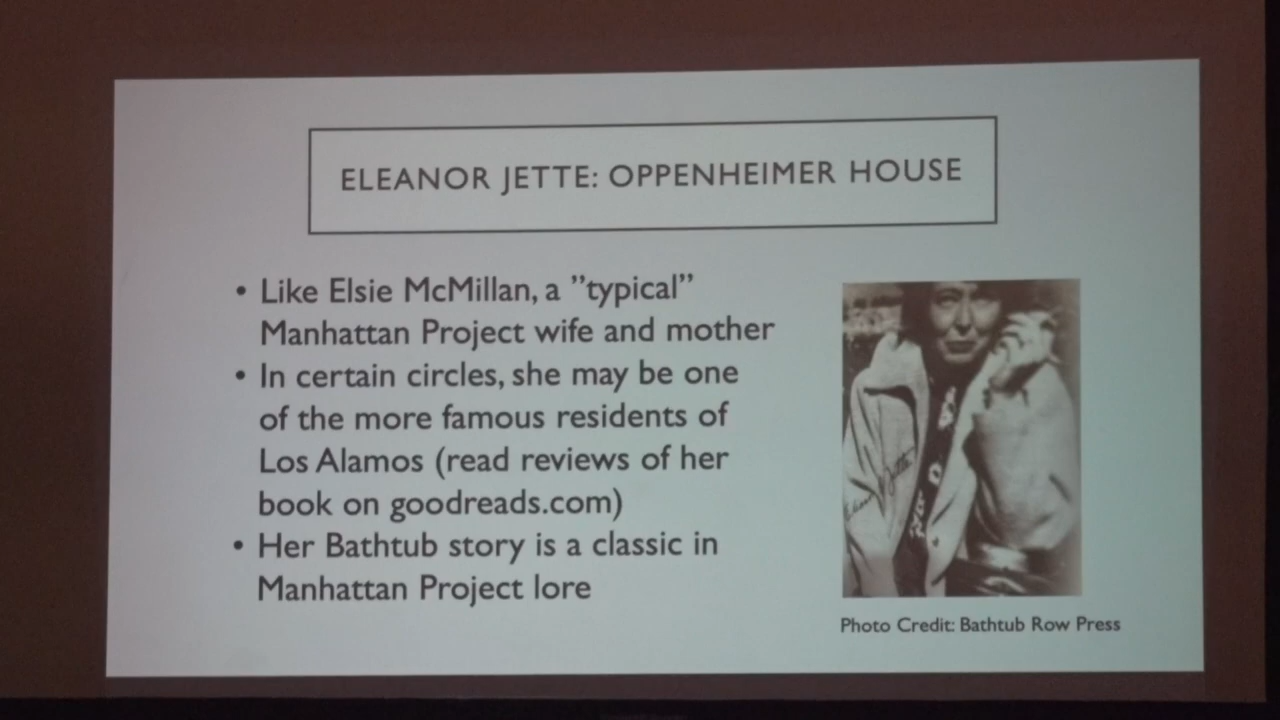 ELEANOR JETTE: OPPENHEIMER HOUSE
• Like Elsie McMillan, a ”typical”
Manhattan Project wife and mother
• In certain circles, she may be one
of the more famous residents of
Los Alamos (read reviews of her
book on goodreads.com)
• Her Bathtub story is a classic in
Manhattan Project lore
Eleanor Jette
Photo Credit: Bathtub Row Press